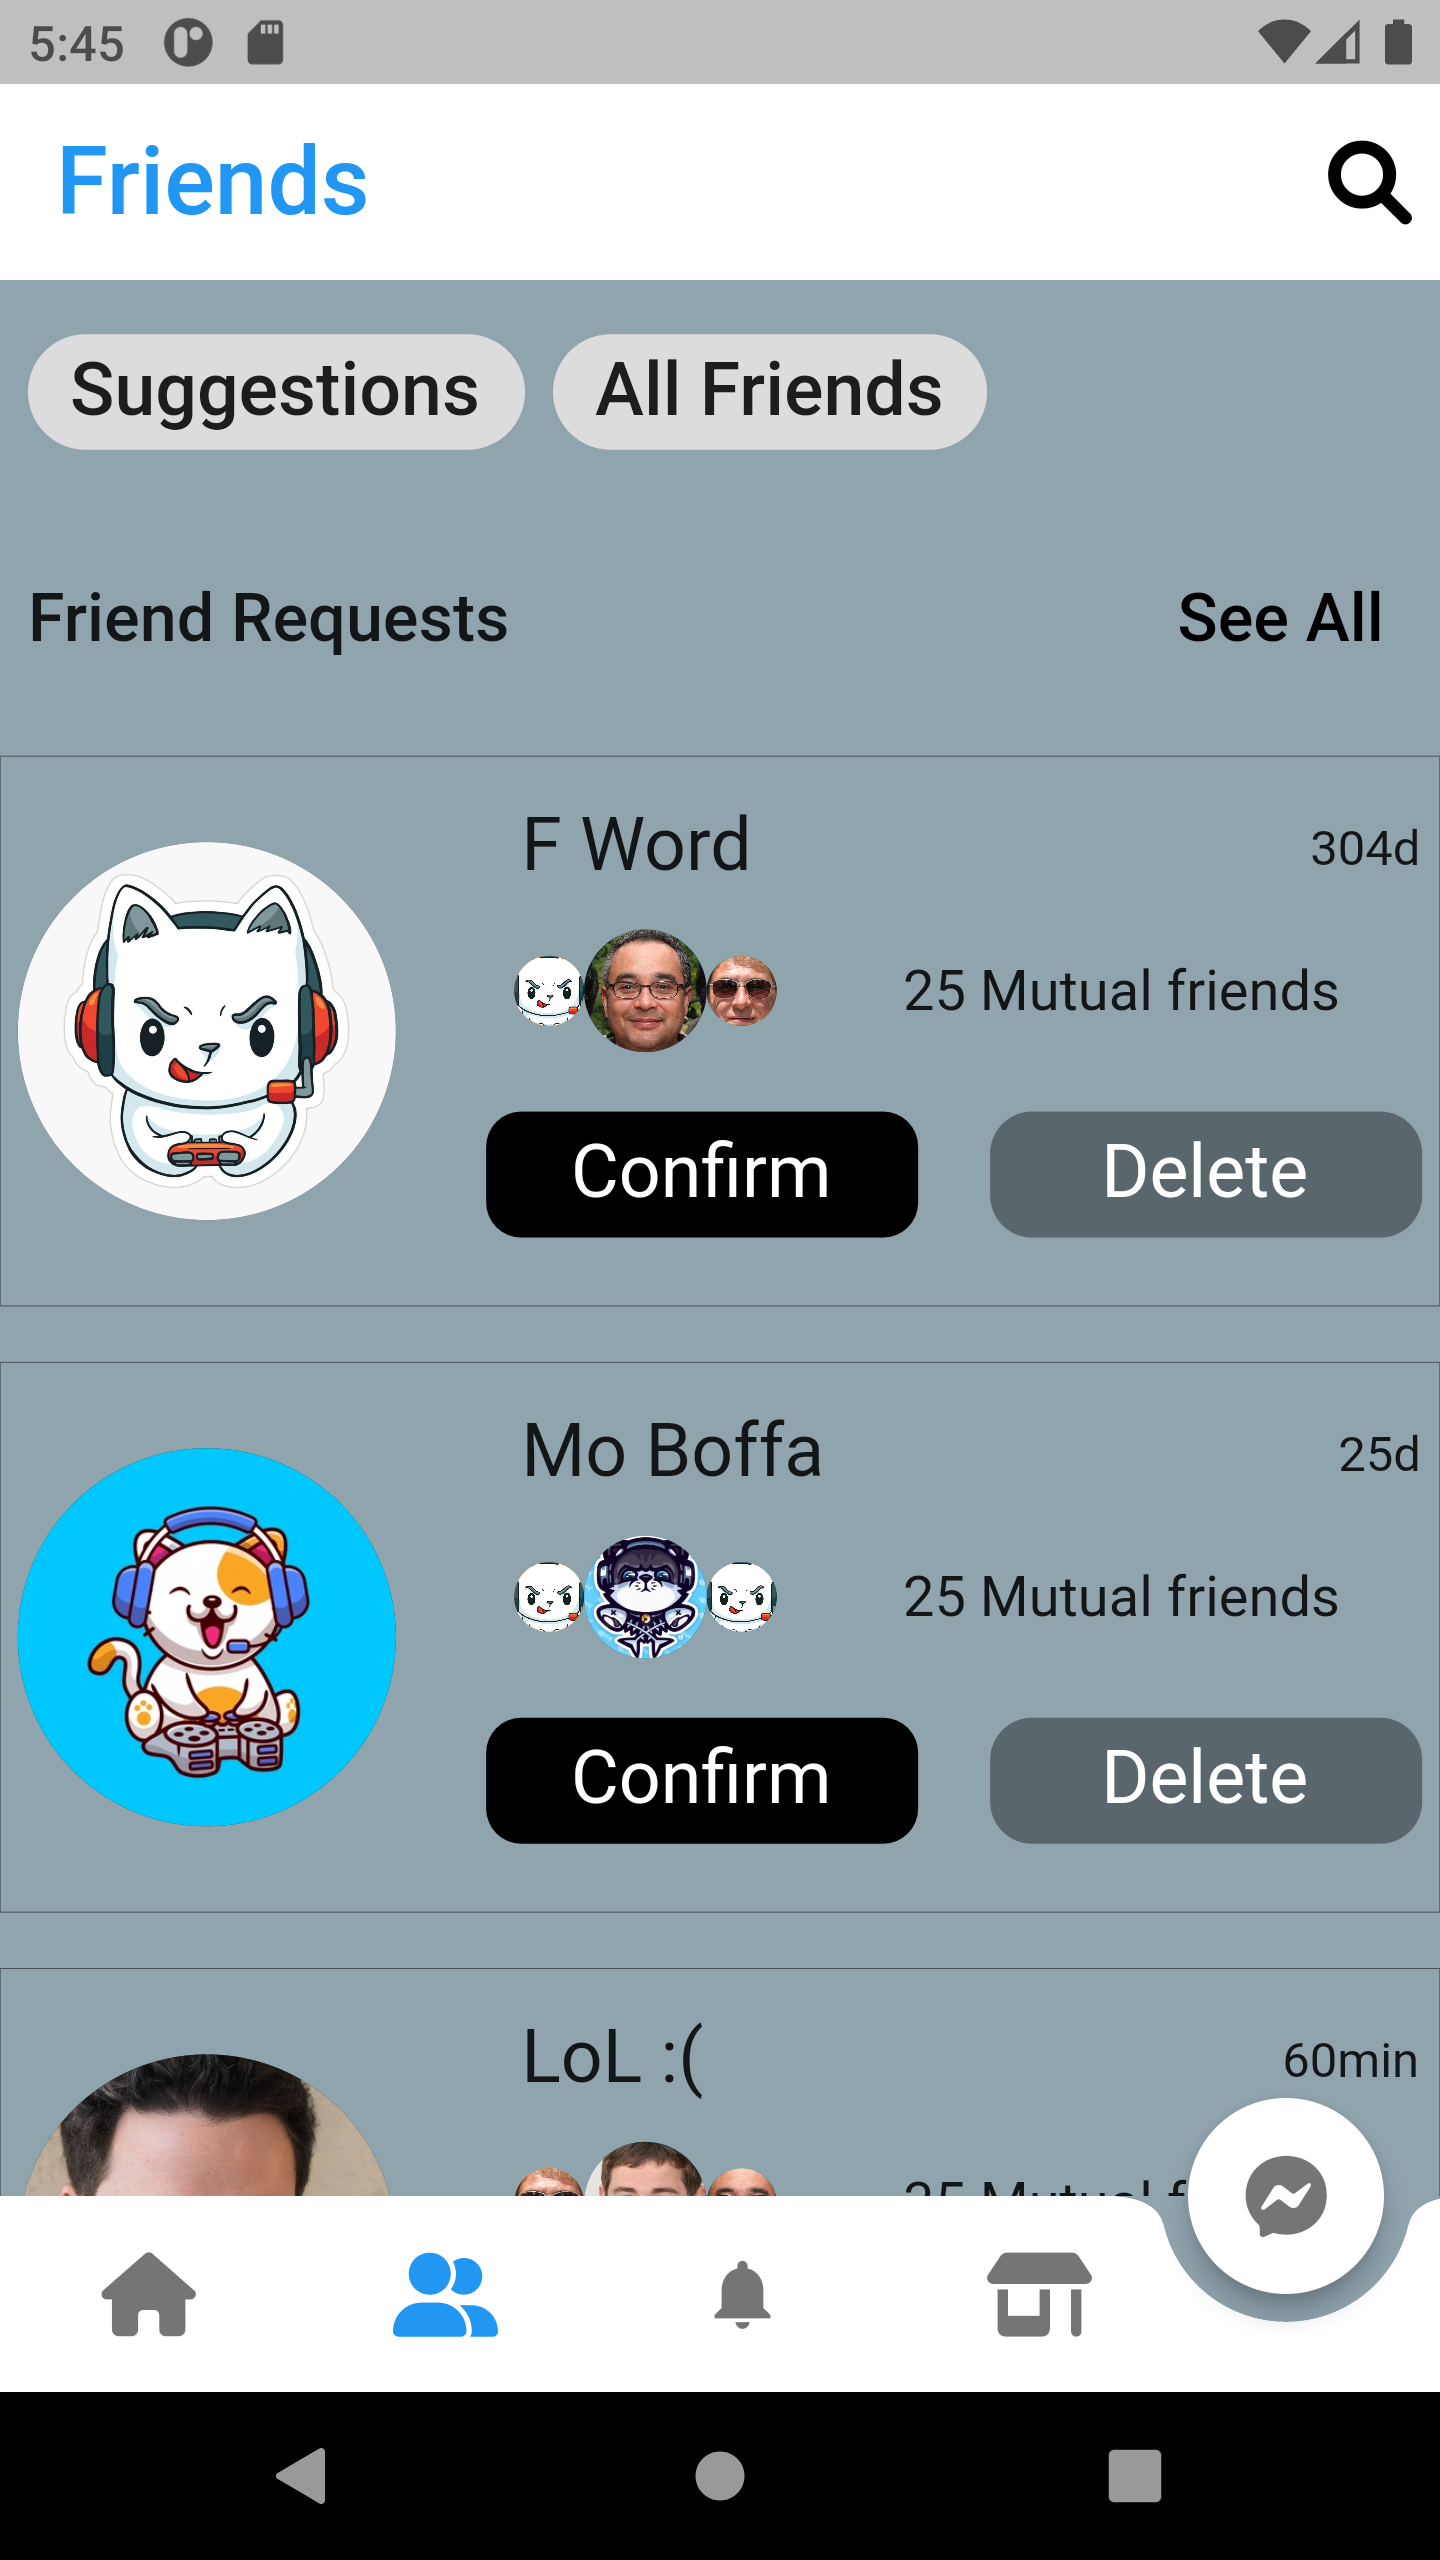 5:45
Friends
Suggestions All Friends
Friend Requests See All
F Word 304d
25 Mutual friends
Confirm Delete
Mo Boffa 25d
25 Mutual friends
Confirm Delete
LoL :( 60min